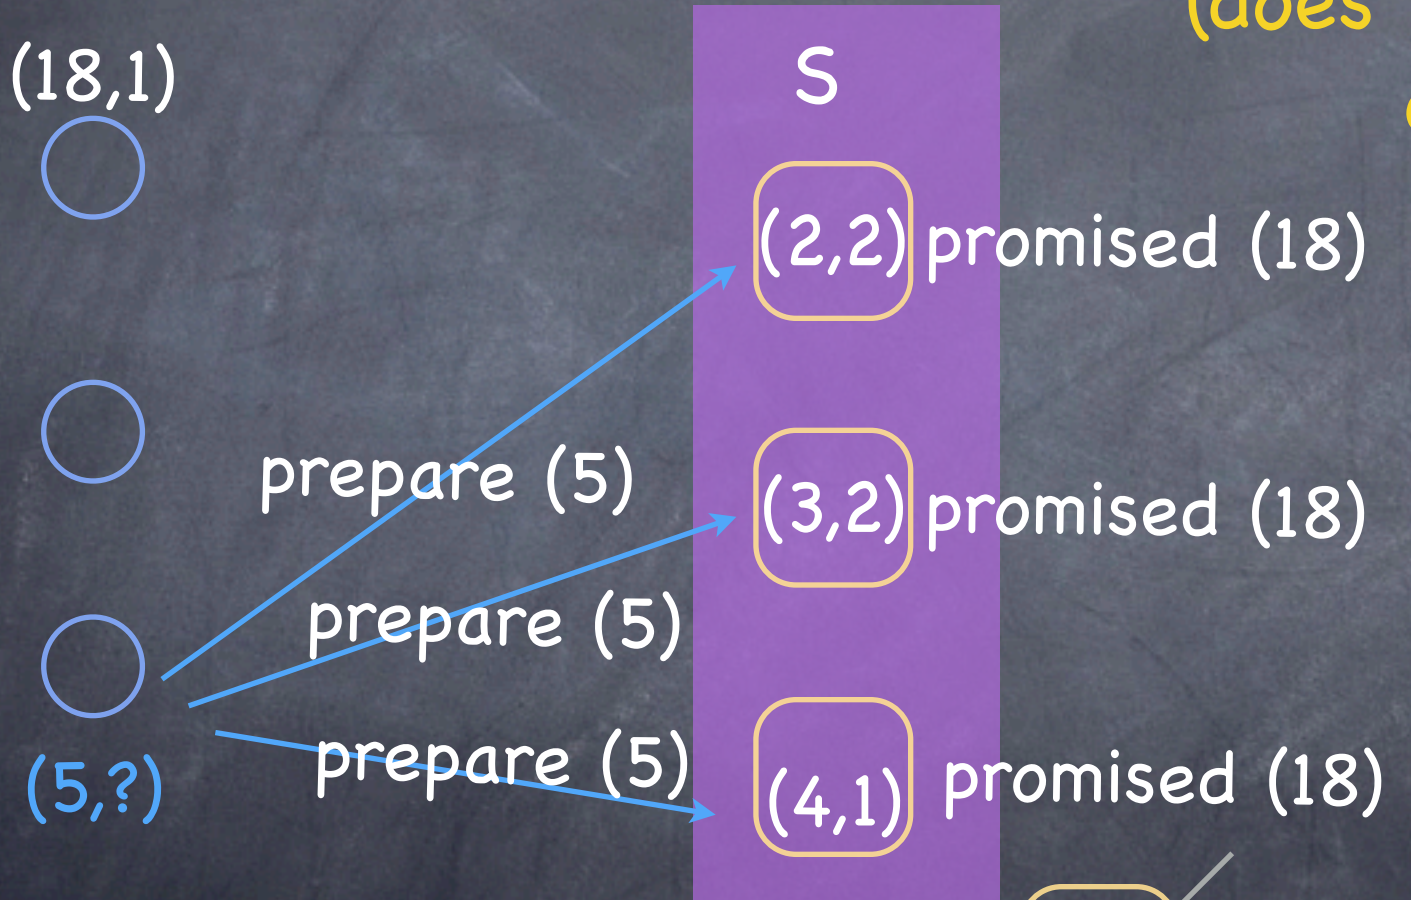 (does
(18,1)
S
(2,2) promised (18)
prepare (5)
(3,2) promised (18)
prepare (5)
prepare (5)
(5,?)
(4,1) promised (18)